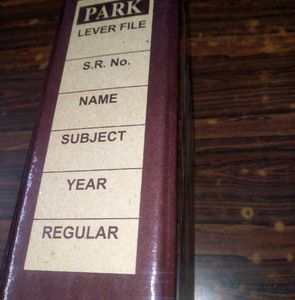 PARK
LEVER FILE
S.R. No.
NAME
SUBJECT
YEAR
REGULAR